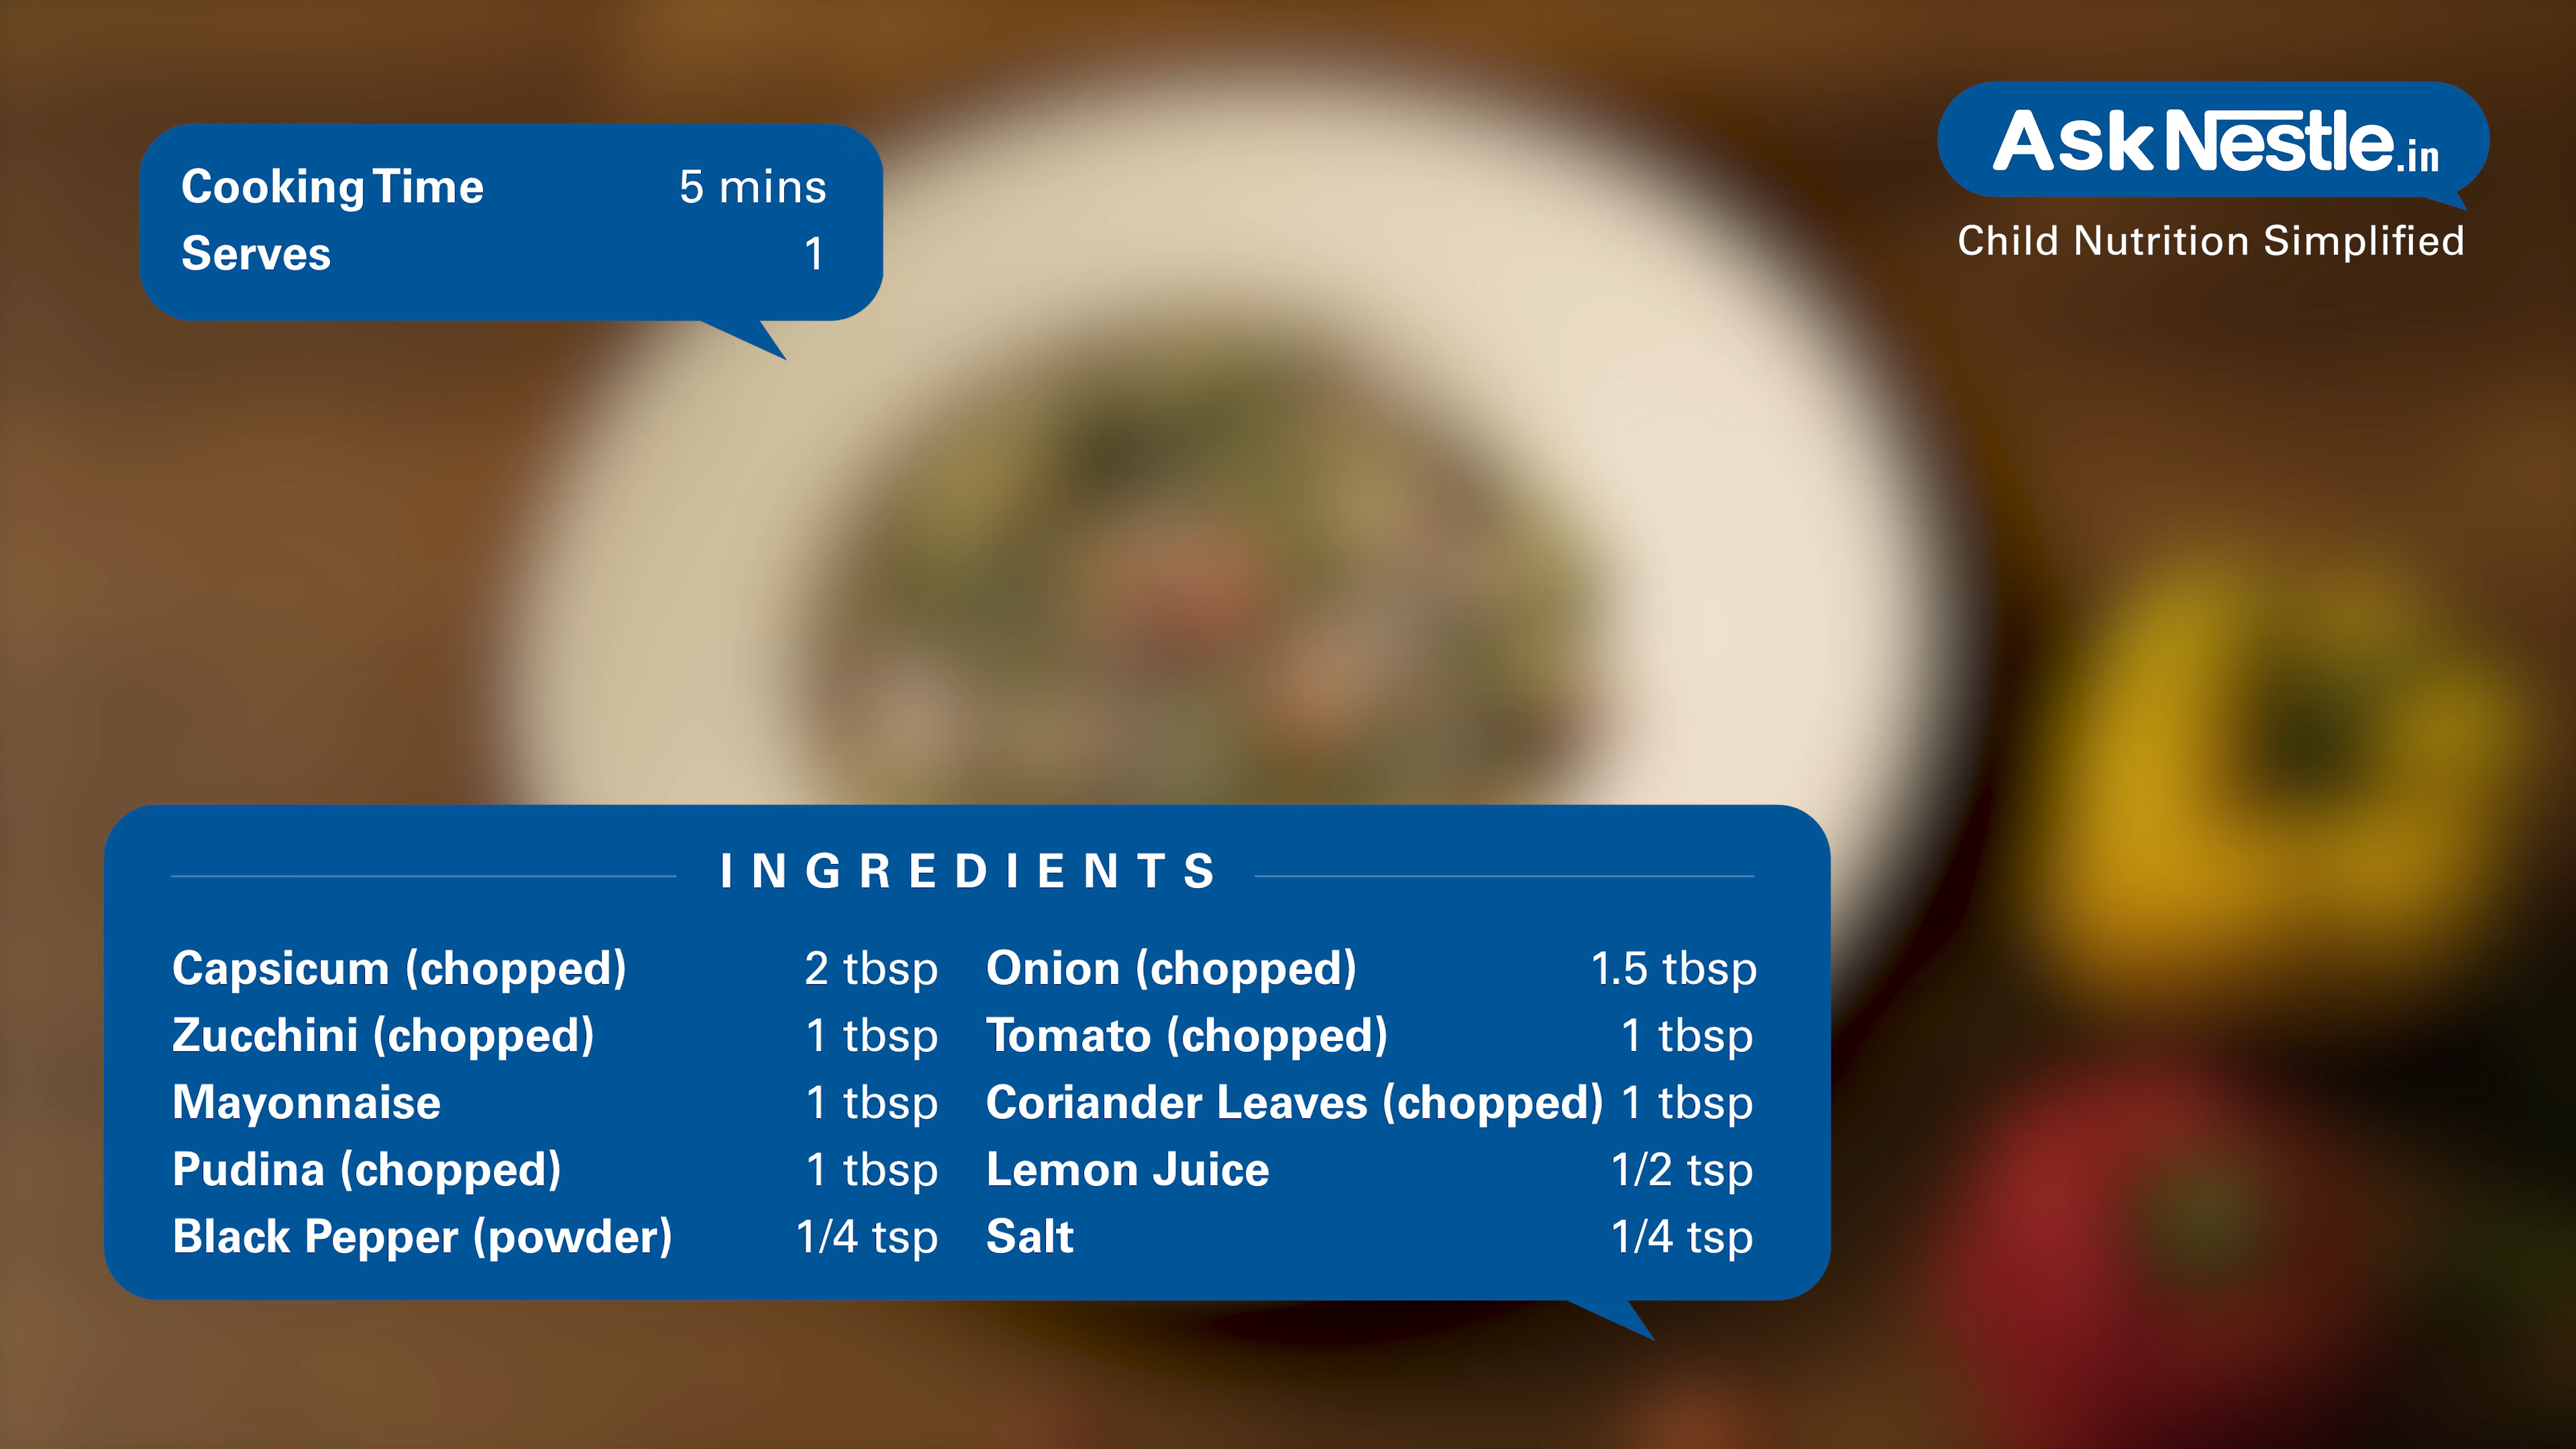 Cooking Time 5 mins
Serves 1
AskNestle.in
Child Nutrition Simplified
INGREDIENTS
Capsicum (chopped) 2 tbsp Onion (chopped) 1.5 tbsp
Zucchini (chopped) 1 tbsp Tomato (chopped) 1 tbsp
Mayonnaise 1 tbsp Coriander Leaves (chopped) 1 tbsp
Pudina (chopped) 1 tbsp Lemon Juice 1/2 tsp
Black Pepper (powder) 1/4 tsp Salt 1/4 tsp